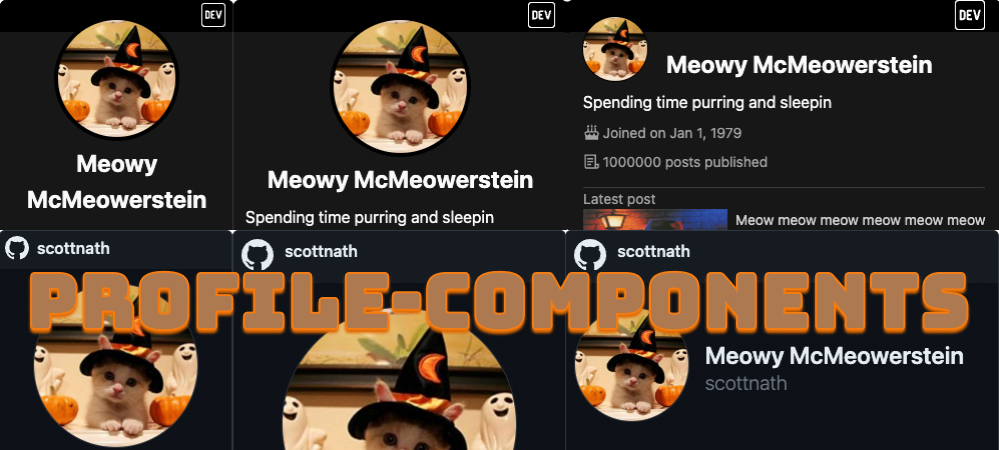 DEV
Meowy
McMeowerstein
DEV
Meowy McMeowerstein
Spending time purring and sleepin
DEV
Meowy McMeowerstein
Spending time purring and sleepin
Joined on Jan 1, 1979
1000000 posts published
Latest post
Meow meow meow meow meow meow
scottnath
scottnath
scottnath
PROFILE-COMPONENTS
Meowy McMeowerstein
scottnath